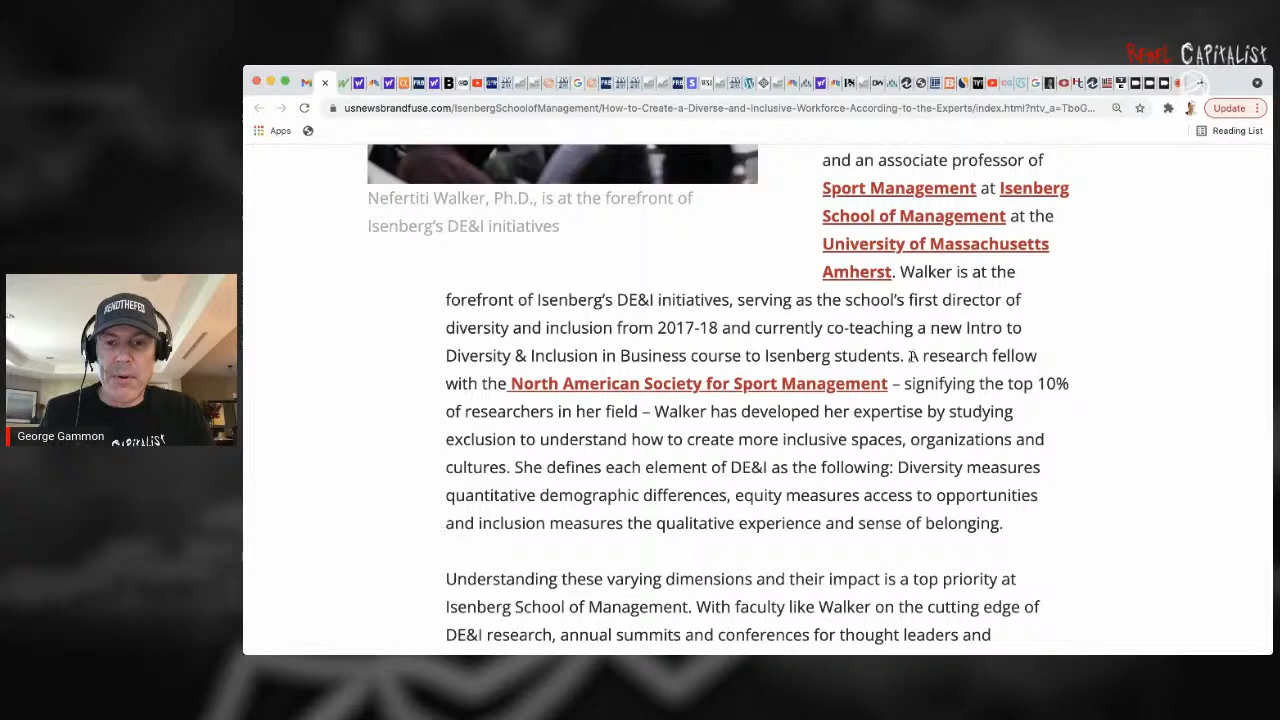 REBEL CAPITALIST
usnewsbrandfuse.com/IsenbergSchoolofManagement/How-to-Create-a-Diverse-and-Inclusive-Workforce-According-to-the-Experts/index.html?ntv_a=TboG...
Update
Apps
Reading List
and an associate professor of
Sport Management at Isenberg
School of Management at the
University of Massachusetts
Amherst. Walker is at the
Nefertiti Walker, Ph.D., is at the forefront of
Isenberg’s DE&I initiatives
forefront of Isenberg’s DE&I initiatives, serving as the school’s first director of
diversity and inclusion from 2017-18 and currently co-teaching a new Intro to
Diversity & Inclusion in Business course to Isenberg students. A research fellow
with the North American Society for Sport Management – signifying the top 10%
of researchers in her field – Walker has developed her expertise by studying
exclusion to understand how to create more inclusive spaces, organizations and
cultures. She defines each element of DE&I as the following: Diversity measures
quantitative demographic differences, equity measures access to opportunities
and inclusion measures the qualitative experience and sense of belonging.
Understanding these varying dimensions and their impact is a top priority at
Isenberg School of Management. With faculty like Walker on the cutting edge of
DE&I research, annual summits and conferences for thought leaders and
#ENDTHEFED
CAPITALIST
George Gammon